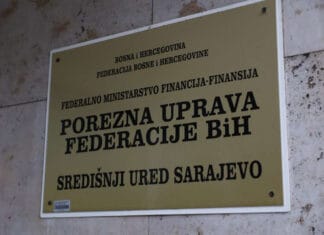 BOSNA i HERCEGOVINA
FEDERACIJA BOSNE i HERCEGOVINE
FEDERALNO MINISTARSTVO FINANCIJA-FINANSIJA
POREZNA UPRAVA
FEDERACIJE BiH
SREDIŠNJI URED SARAJEVO